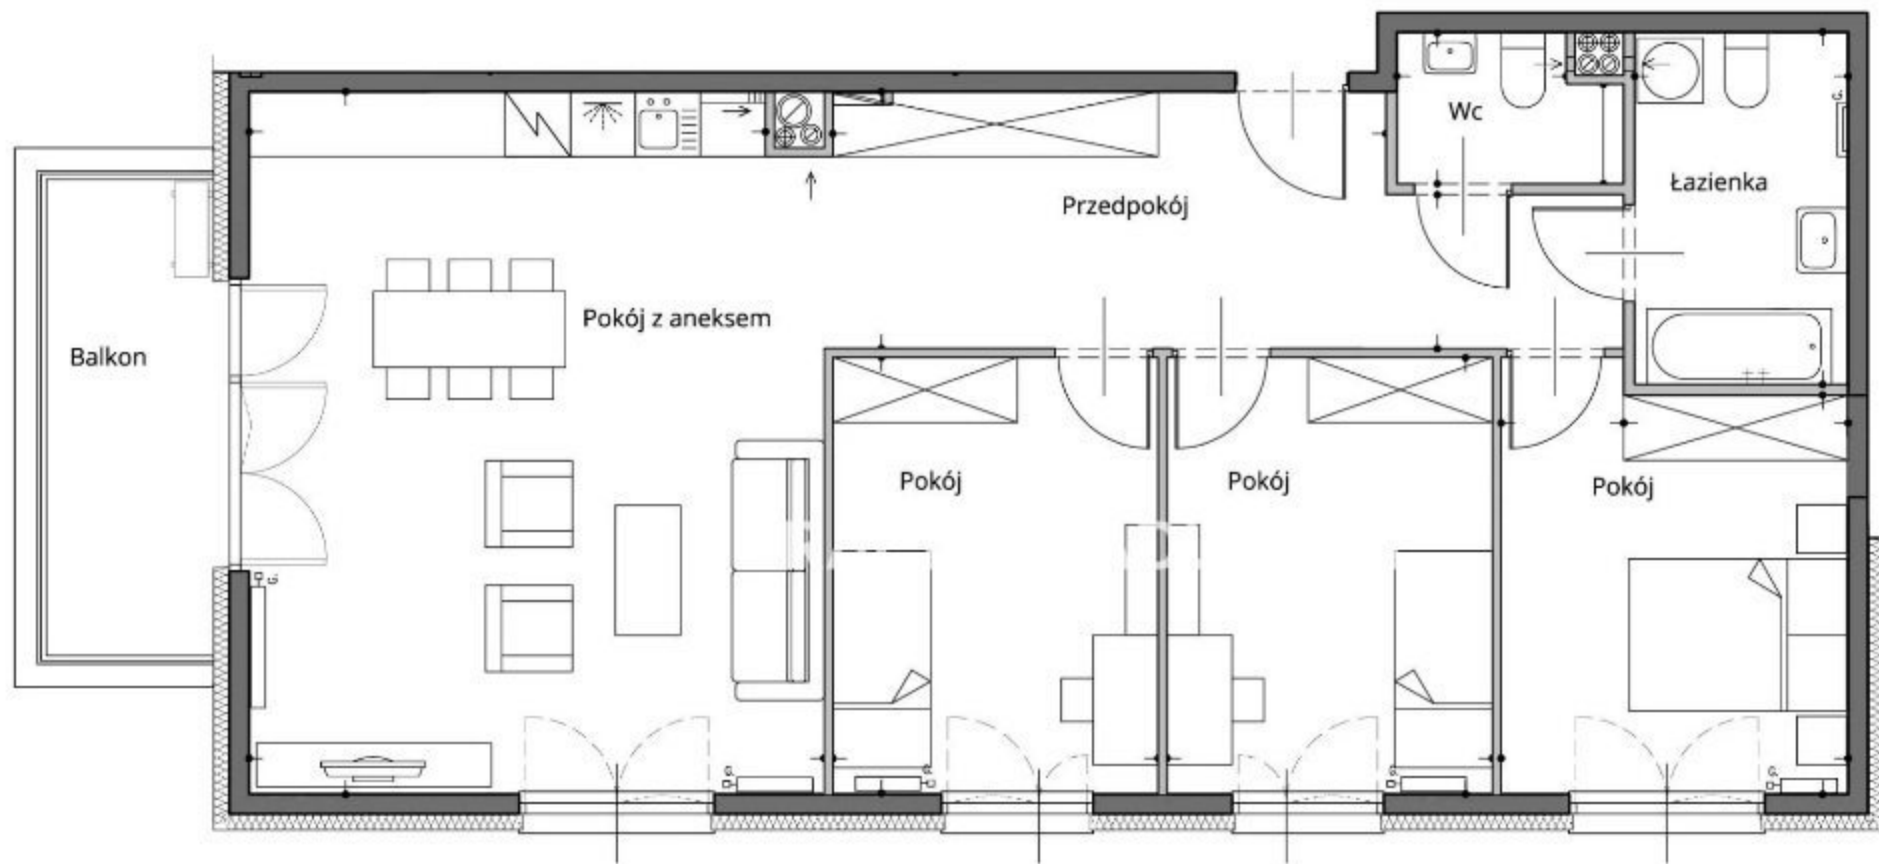 Wc
Łazienka
Przedpokój
Pokój z aneksem
Balkon
Pokój
Pokój
Pokój
G.
G.
G.
G.
G.
G.